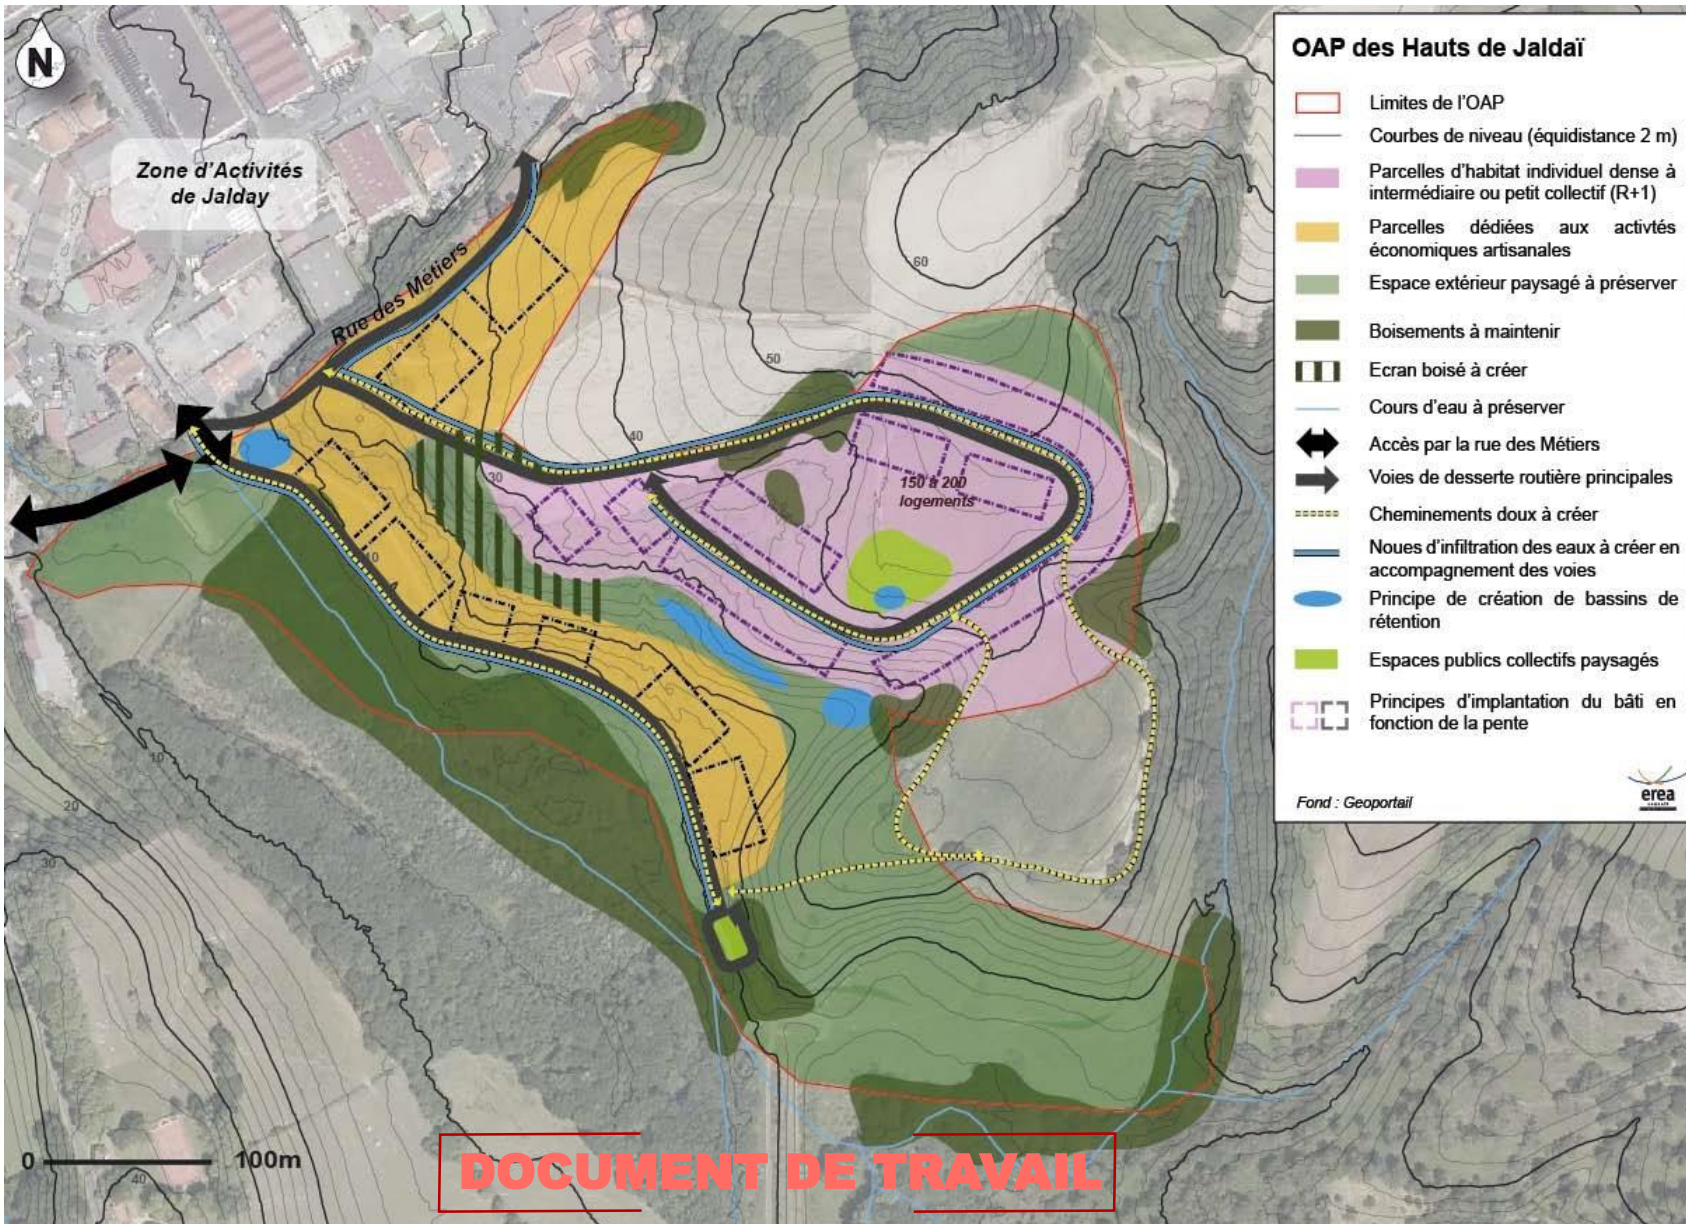 N
Zone d'Activités
de Jalday
Rue des Métiers
60
50
40
30
150 à 200
logements
10
10
20
30
40
0
100m
DOCUMENT DE TRAVAIL
OAP des Hauts de Jaldaï
Limites de l'OAP
Courbes de niveau (équidistance 2 m)
Parcelles d'habitat individuel dense à
intermédiaire ou petit collectif (R+1)
Parcelles dédiées aux activtés
économiques artisanales
Espace extérieur paysagé à préserver
Boisements à maintenir
Ecran boisé à créer
Cours d'eau à préserver
Accès par la rue des Métiers
Voies de desserte routière principales
Cheminements doux à créer
Noues d'infiltration des eaux à créer en
accompagnement des voies
Principe de création de bassins de
rétention
Espaces publics collectifs paysagés
Principes d'implantation du bâti en
fonction de la pente
Fond : Geoportail
erea